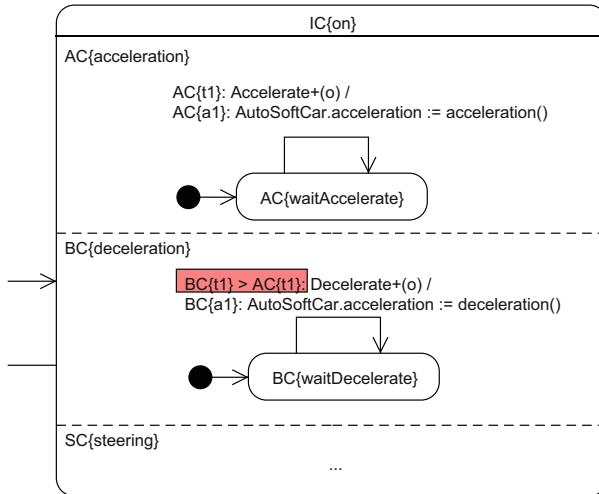 IC{on}
AC{acceleration}
AC{t1}: Accelerate+(o) /
AC{a1}: AutoSoftCar.acceleration := acceleration()
AC{waitAccelerate}
BC{deceleration}
BC{t1} > AC{t1}: Decelerate+(o) /
BC{a1}: AutoSoftCar.acceleration := deceleration()
BC{waitDecelerate}
SC{steering}
...